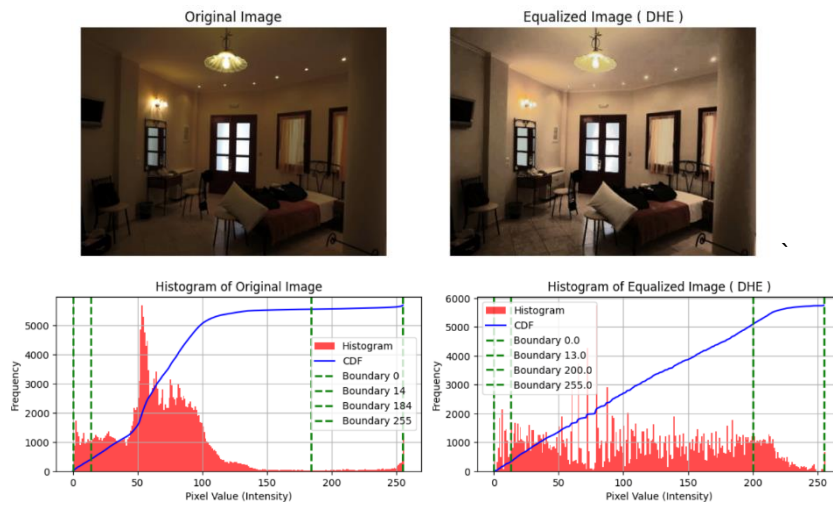 Original Image
Equalized Image ( DHE )
`
Histogram of Original Image
Frequency
5000
4000
3000
2000
1000
0
Histogram
CDF
Boundary 0
Boundary 14
Boundary 184
Boundary 255
0
50
100
150
200
250
Pixel Value (Intensity)
Histogram of Equalized Image ( DHE )
Frequency
6000
5000
4000
3000
2000
1000
0
Histogram
CDF
Boundary 0.0
Boundary 13.0
Boundary 200.0
Boundary 255.0
0
50
100
150
200
250
Pixel Value (Intensity)